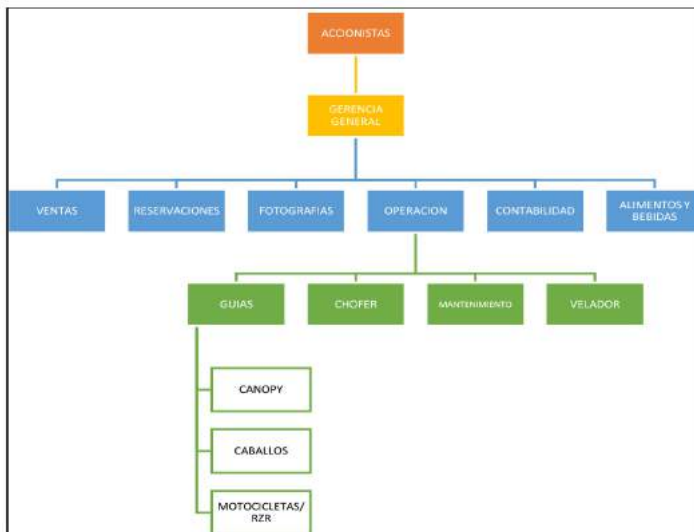 ACCIONISTAS
GERENCIA
GENERAL
VENTAS
RESERVACIONES
FOTOGRAFIAS
OPERACION
CONTABILIDAD
ALIMENTOS Y
BEBIDAS
GUIAS
CHOFER
MANTENIMIENTO
VELADOR
CANOPY
CABALLOS
MOTOCICLETAS/
RZR